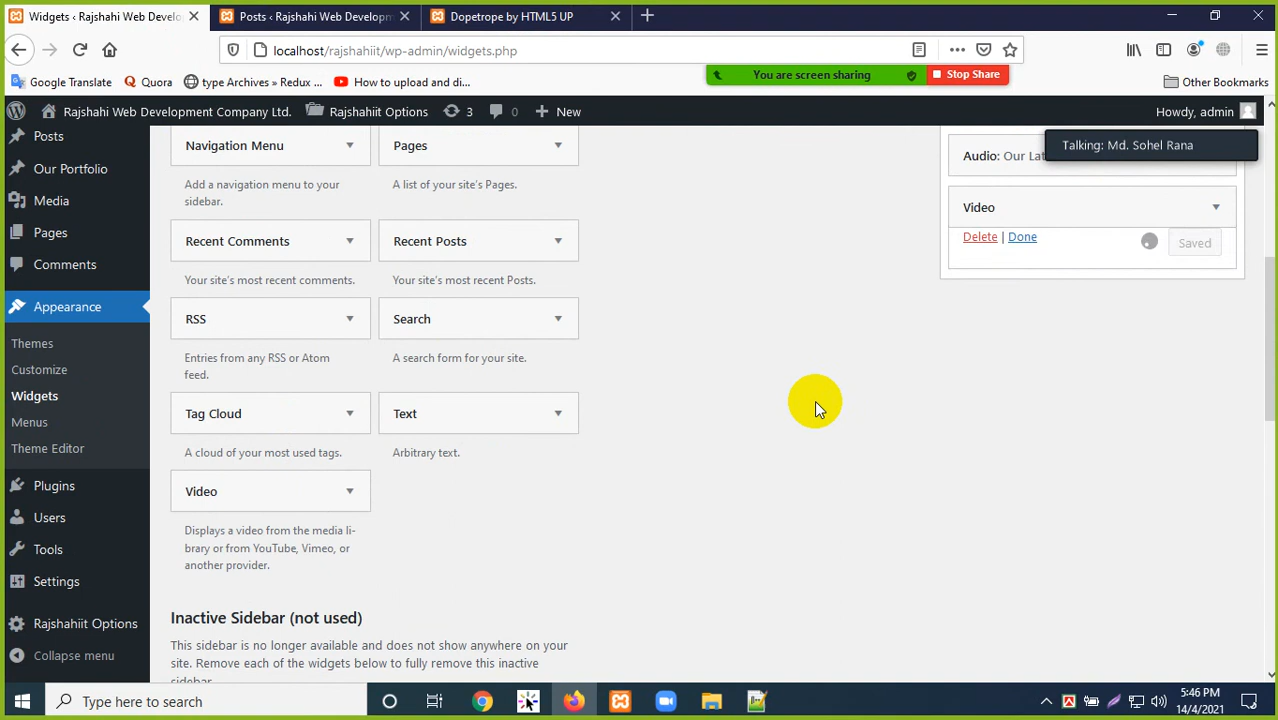 Widgets ‹ Rajshahi Web Develo
Posts ‹ Rajshahi Web Developm
Dopetrope by HTML5 UP
localhost/rajshahiit/wp-admin/widgets.php
Google Translate
Quora
type Archives ‹ Redux ...
How to upload and di...
You are screen sharing
Stop Share
Other Bookmarks
Rajshahi Web Development Company Ltd.
Rajshahiit Options
3
0
New
Howdy, admin
Talking: Md. Sohel Rana
Posts
Our Portfolio
Media
Pages
Comments
Appearance
Themes
Customize
Widgets
Menus
Theme Editor
Plugins
Users
Tools
Settings
Rajshahiit Options
Collapse menu
Navigation Menu
Add a navigation menu to your
sidebar.
Pages
A list of your site's Pages.
Recent Comments
Your site's most recent comments.
Recent Posts
Your site's most recent Posts.
RSS
Entries from any RSS or Atom
feed.
Search
A search form for your site.
Tag Cloud
A cloud of your most used tags.
Text
Arbitrary text.
Video
Displays a video from the media li-
brary or from YouTube, Vimeo, or
another provider.
Inactive Sidebar (not used)
This sidebar is no longer available and does not show anywhere on your
site. Remove each of the widgets below to fully remove this inactive
sidebar.
Audio: Our Lat
Video
Delete | Done
Saved
Type here to search
5:46 PM
14/4/2021